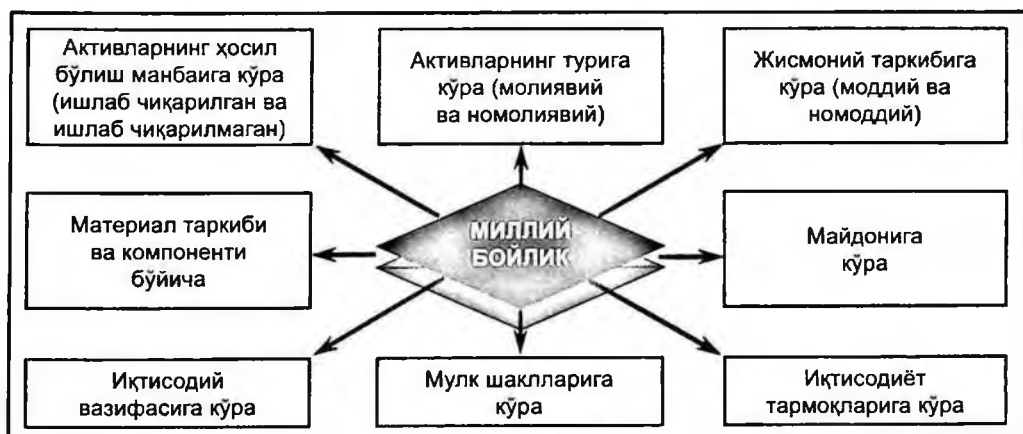 Активларнинг ҳосил
бўлиш манбаига кўра
(ишлаб чиқарилган ва
ишлаб чиқарилмаган)
Активларнинг турига
кўра (молиявий
ва номолиявий)
Жисмоний таркибига
кўра (моддий ва
номоддий)
Материал таркиби
ва компоненти
бўйича
МИЛЛИЙ
БОЙЛИК
Майдонига
кўра
Иқтисодий
вазифасига кўра
Мулк шаклларига
кўра
Иқтисодиёт
тармоқларига кўра